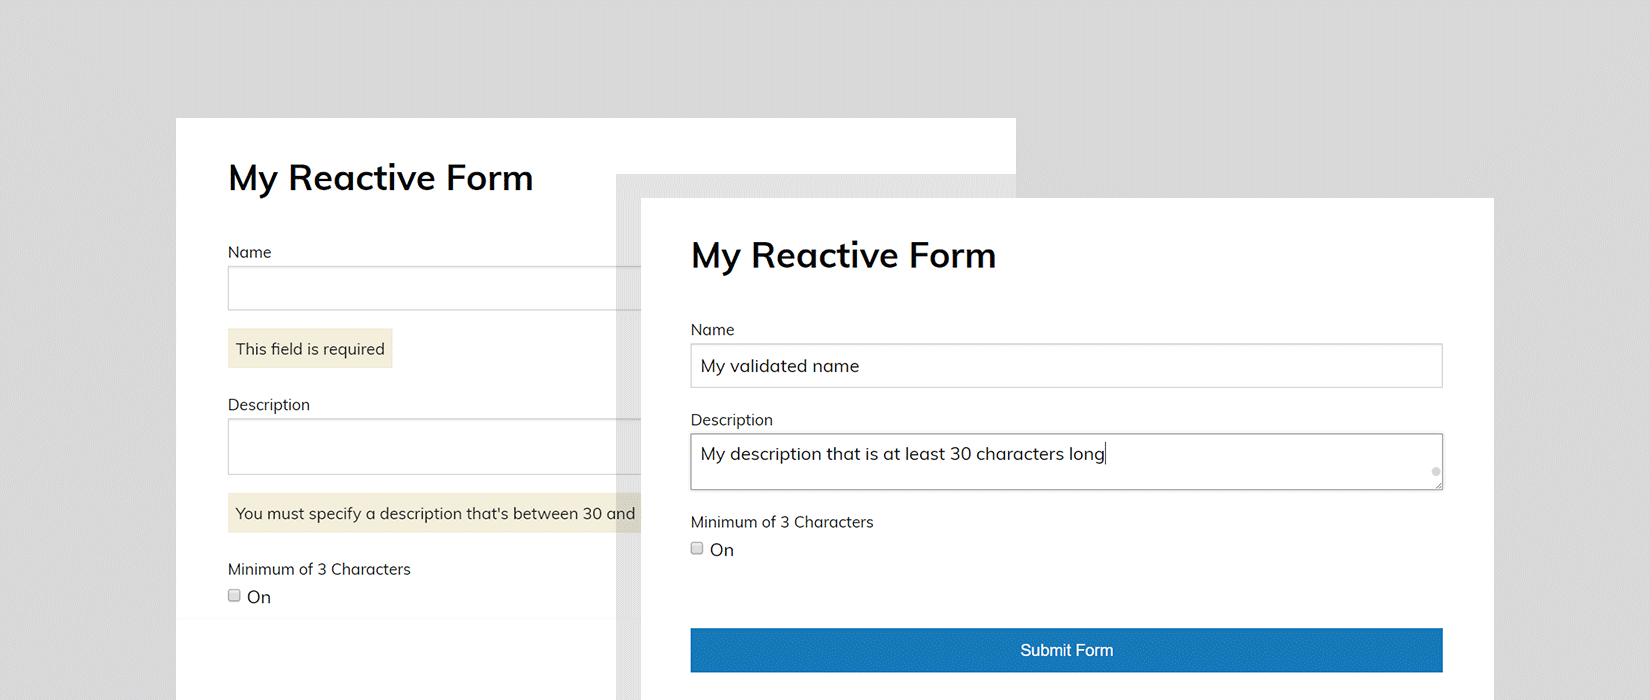 My Reactive Form
Name
This field is required
Description
You must specify a description that's between 30 and
Minimum of 3 Characters
On
My Reactive Form
Name
My validated name
Description
My description that is at least 30 characters long
Minimum of 3 Characters
On
Submit Form